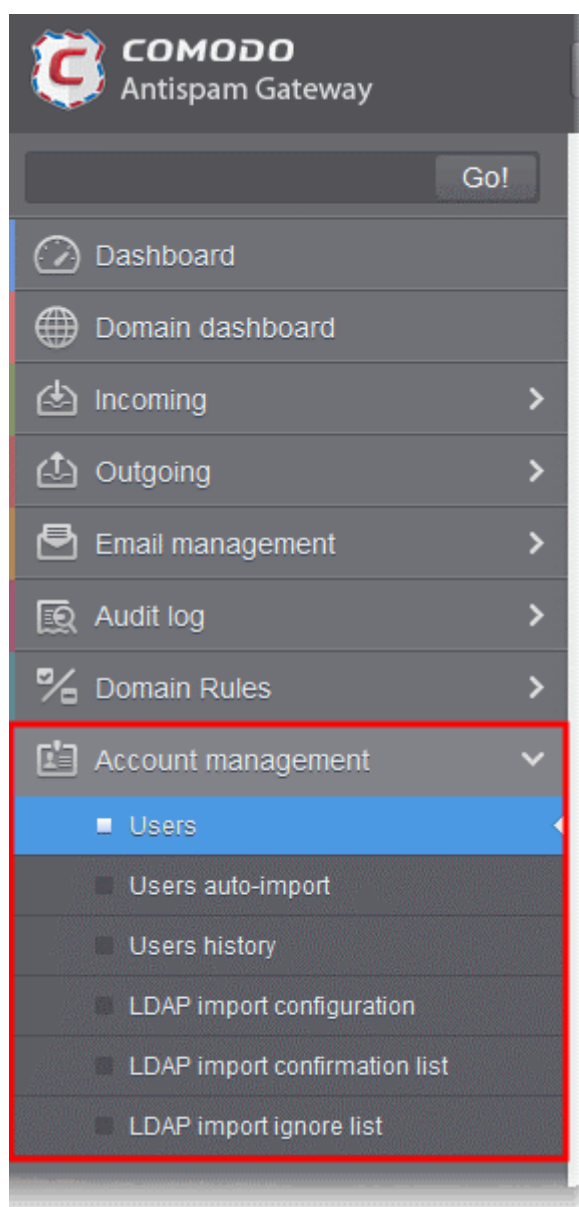 COMODO
Antispam Gateway
Go!
Dashboard
Domain dashboard
Incoming
Outgoing
Email management
Audit log
Domain Rules
Account management
Users
Users auto-import
Users history
LDAP import configuration
LDAP import confirmation list
LDAP import ignore list